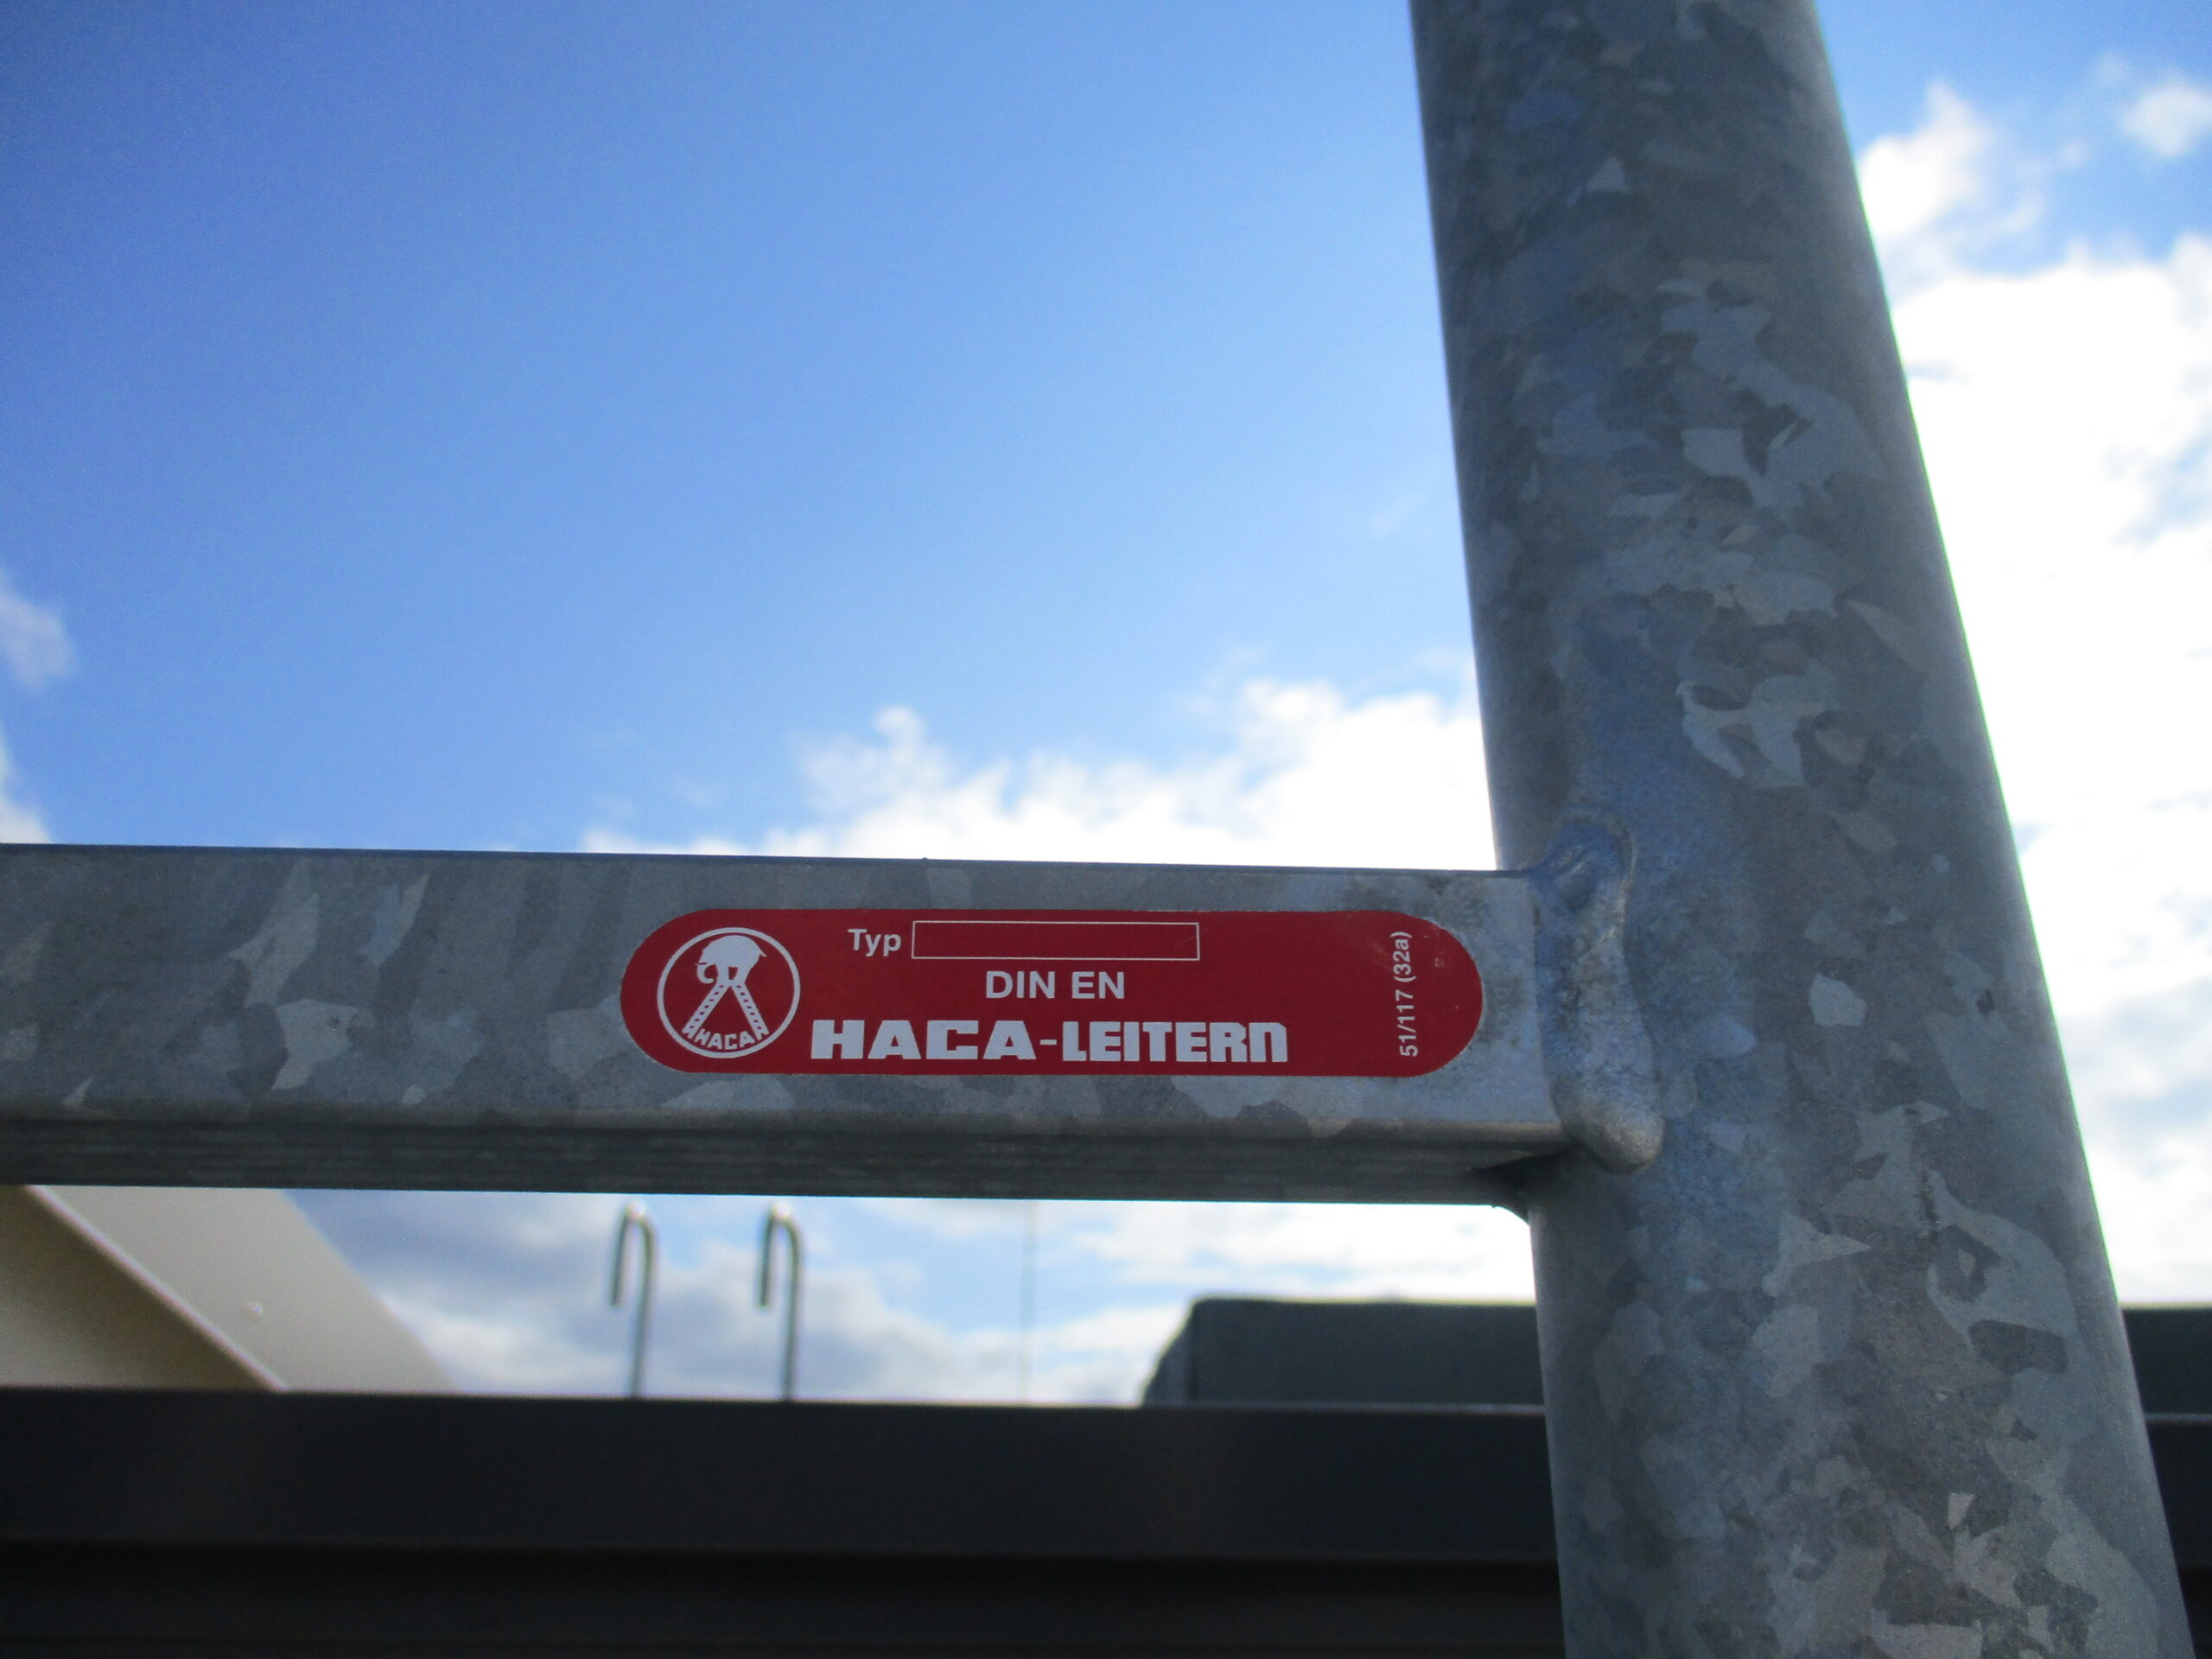 Typ
DIN EN
HACA-LEITERN
HACA
51/117 (32a)